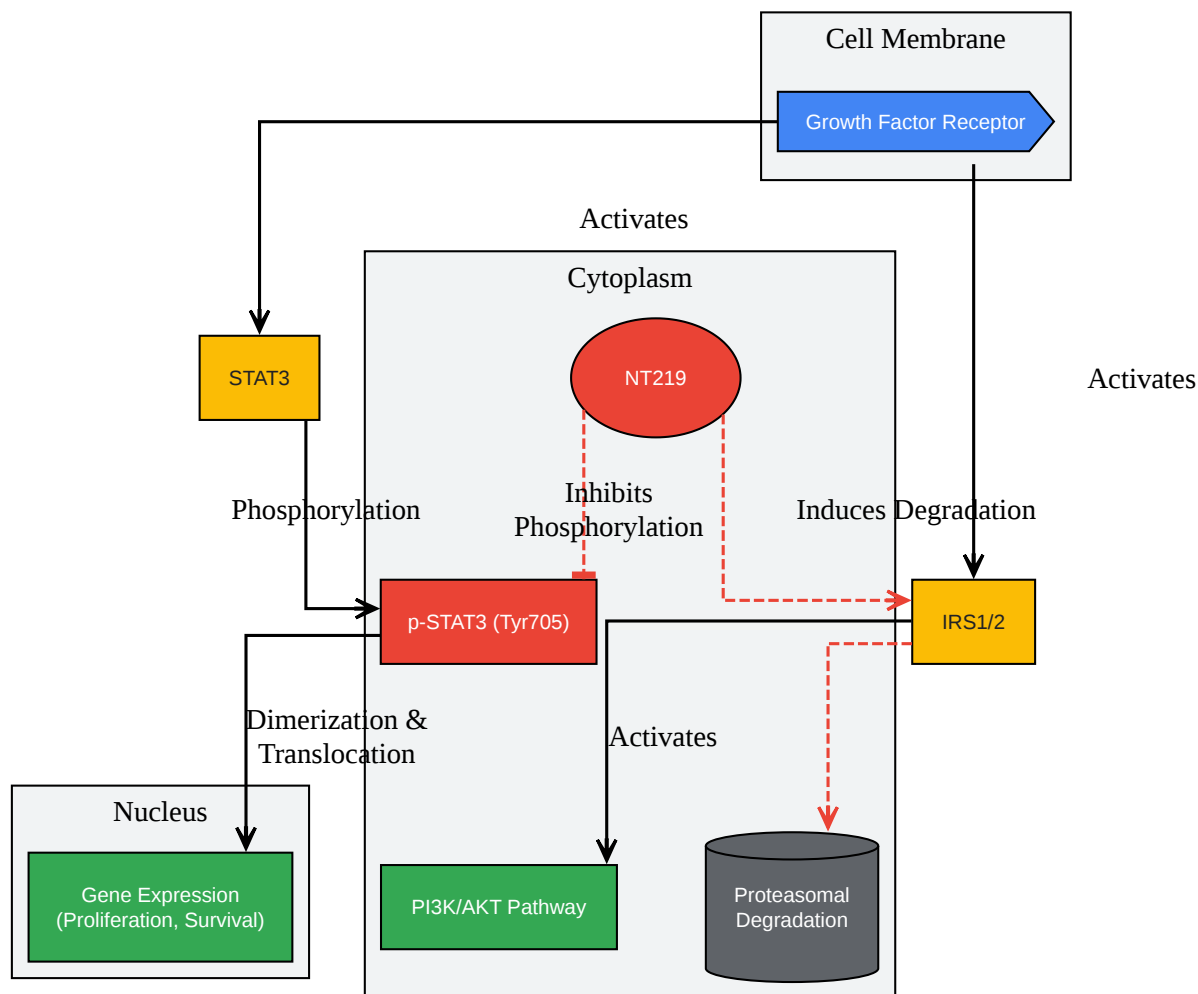 Cell Membrane
Growth Factor Receptor
Activates
Cytoplasm
STAT3
NT219
Activates
Phosphorylation
Inhibits
Phosphorylation
Induces Degradation
p-STAT3 (Tyr705)
IRS1/2
Dimerization &
Translocation
Activates
Nucleus
Gene Expression
(Proliferation, Survival)
PI3K/AKT Pathway
Proteasomal
Degradation